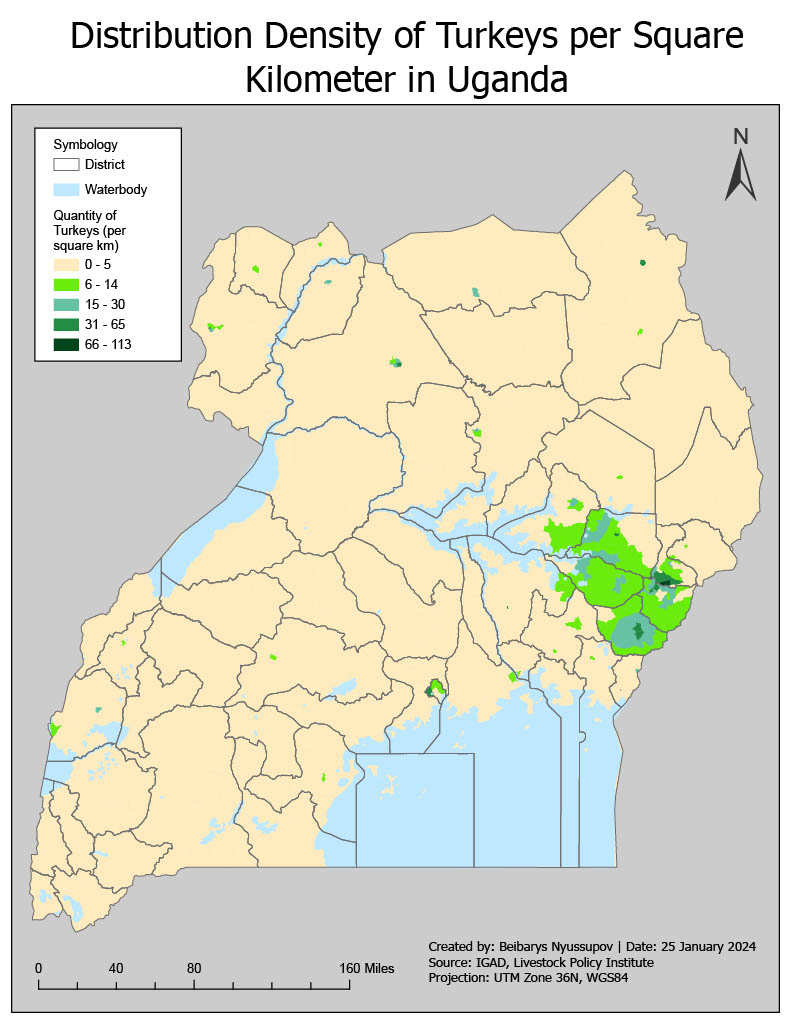 Distribution Density of Turkeys per Square
Kilometer in Uganda
Symbology
District
Waterbody
Quantity of
Turkeys (per
square km)
0 - 5
6 - 14
15 - 30
31 - 65
66 - 113
N
0 40 80 160 Miles
Created by: Beibarys Nyussupov | Date: 25 January 2024
Source: IGAD, Livestock Policy Institute
Projection: UTM Zone 36N, WGS84